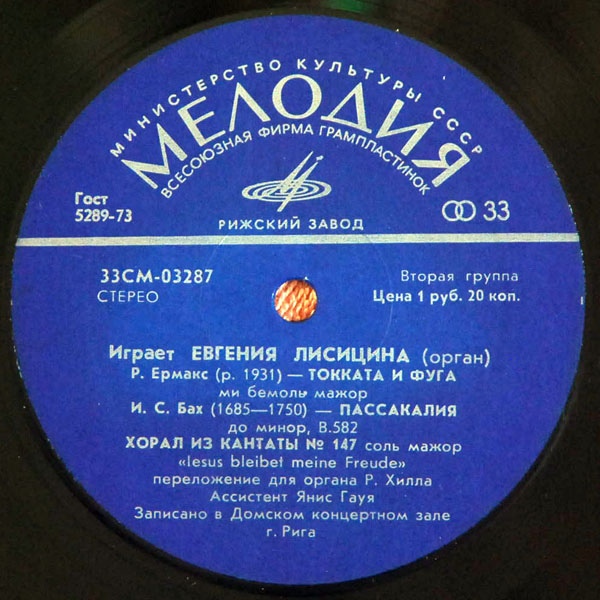 МИНИСТЕРСТВО КУЛЬТУРЫ СССР
МЕЛОДИЯ
ВСЕСОЮЗНАЯ ФИРМА ГРАМПЛАСТИНОК
Гост
5289-73
РИЖСКИЙ ЗАВОД
33
33СМ-03287
СТЕРЕО
Вторая группа
Цена 1 руб. 20 коп.
Играет ЕВГЕНИЯ ЛИСИЦИНА (орган)
Р. Ермакс (р. 1931) — ТОККАТА И ФУГА
ми бемоль мажор
И. С. Бах (1685—1750) — ПАССАКАЛИЯ
до минор, В.582
ХОРАЛ ИЗ КАНТАТЫ № 147 соль мажор
«Iesus bleibet meine Freude»
переложение для органа Р. Хилла
Ассистент Янис Гауя
Записано в Домском концертном зале
г. Рига